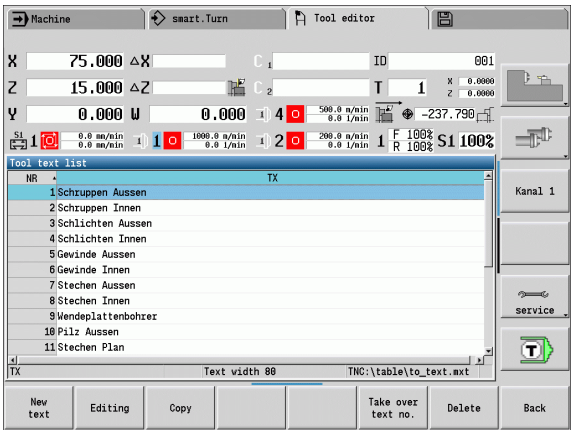 Machine smart.Turn Tool editor
X 75.000 ΔX C 1 ID 001
Z 15.000 ΔZ C 2 T 1 X 0.0000
Z 0.0000
Y 0.000 U 0.000 4 0 500.0 m/min 0.0 1/min -237.790
S1 1 0.0 mm/min 0.0 mm/min 1 0 1000.0 m/min 0.0 1/min 2 0 200.0 m/min 0.0 1/min 1 F 100% R 100% S1 100%
Tool text list
NR TX
1 Schruppen Aussen
2 Schruppen Innen
3 Schlichten Aussen
4 Schlichten Innen
5 Gewinde Aussen
6 Gewinde Innen
7 Stechen Aussen
8 Stechen Innen
9 Wendeplattenbohrer
10 Pilz Aussen
11 Stechen Plan
TX Text width 80 TNC:\table\to_text.mxt
Kanal 1
service
T
New text Editing Copy Take over text no. Delete Back